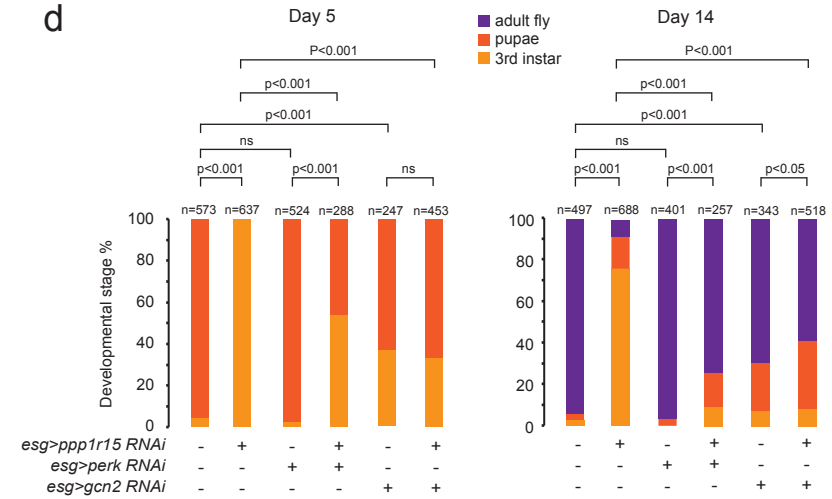 d
Day 5
adult fly
pupae
3rd instar
Day 14
P<0.001
p<0.001
p<0.001
ns
p<0.001
p<0.001
ns
n=573 n=637 n=524 n=288 n=247 n=453
P<0.001
p<0.001
p<0.001
ns
p<0.001
p<0.001
p<0.05
n=497 n=688 n=401 n=257 n=343 n=518
Developmental stage %
100
80
60
40
20
0
100
80
60
40
20
0
esg>ppp1r15 RNAi - + - + - + - + - + - +
esg>perk RNAi - - + + - - - - + + - -
esg>gcn2 RNAi - - - - + + - - - - + +